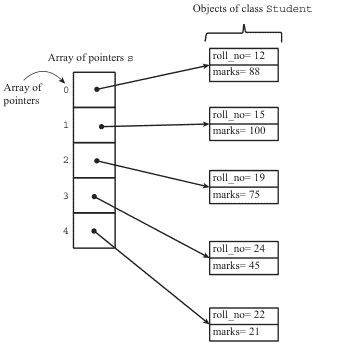 Objects of class Student
Array of pointers s
Array of
pointers
0
1
2
3
4
roll_no= 12
marks= 88
roll_no= 15
marks= 100
roll_no= 19
marks= 75
roll_no= 24
marks= 45
roll_no= 22
marks= 21